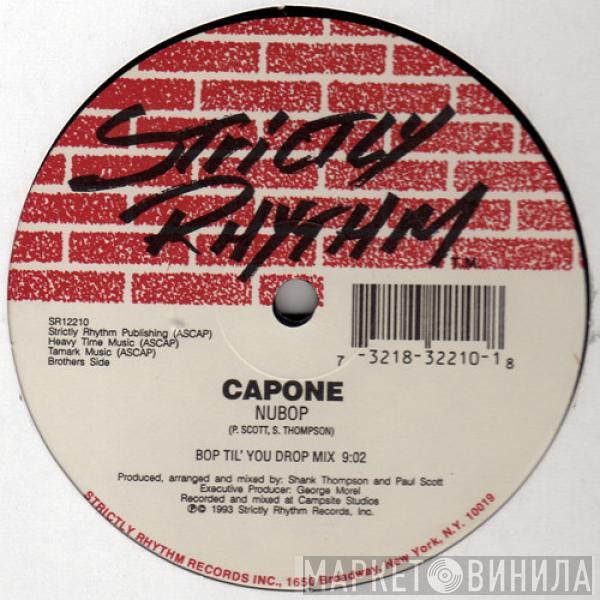 STRICTLY
RHYTHM TM
SR12210
Strictly Rhythm Publishing (ASCAP)
Heavy Time Music (ASCAP)
Tamark Music (ASCAP)
Brothers Side
7 -3218-32210-1 8
CAPONE
NUBOP
(P. SCOTT, S. THOMPSON)
BOP TIL' YOU DROP MIX 9:02
Produced, arranged and mixed by: Shank Thompson and Paul Scott
Executive Producer: George Morel
Recorded and mixed at Campsite Studios
℗© 1993 Strictly Rhythm Records, Inc.
STRICTLY RHYTHM RECORDS INC., 1650 Broadway, New York, N.Y. 10019
МАРКЕТ ВИНИЛА